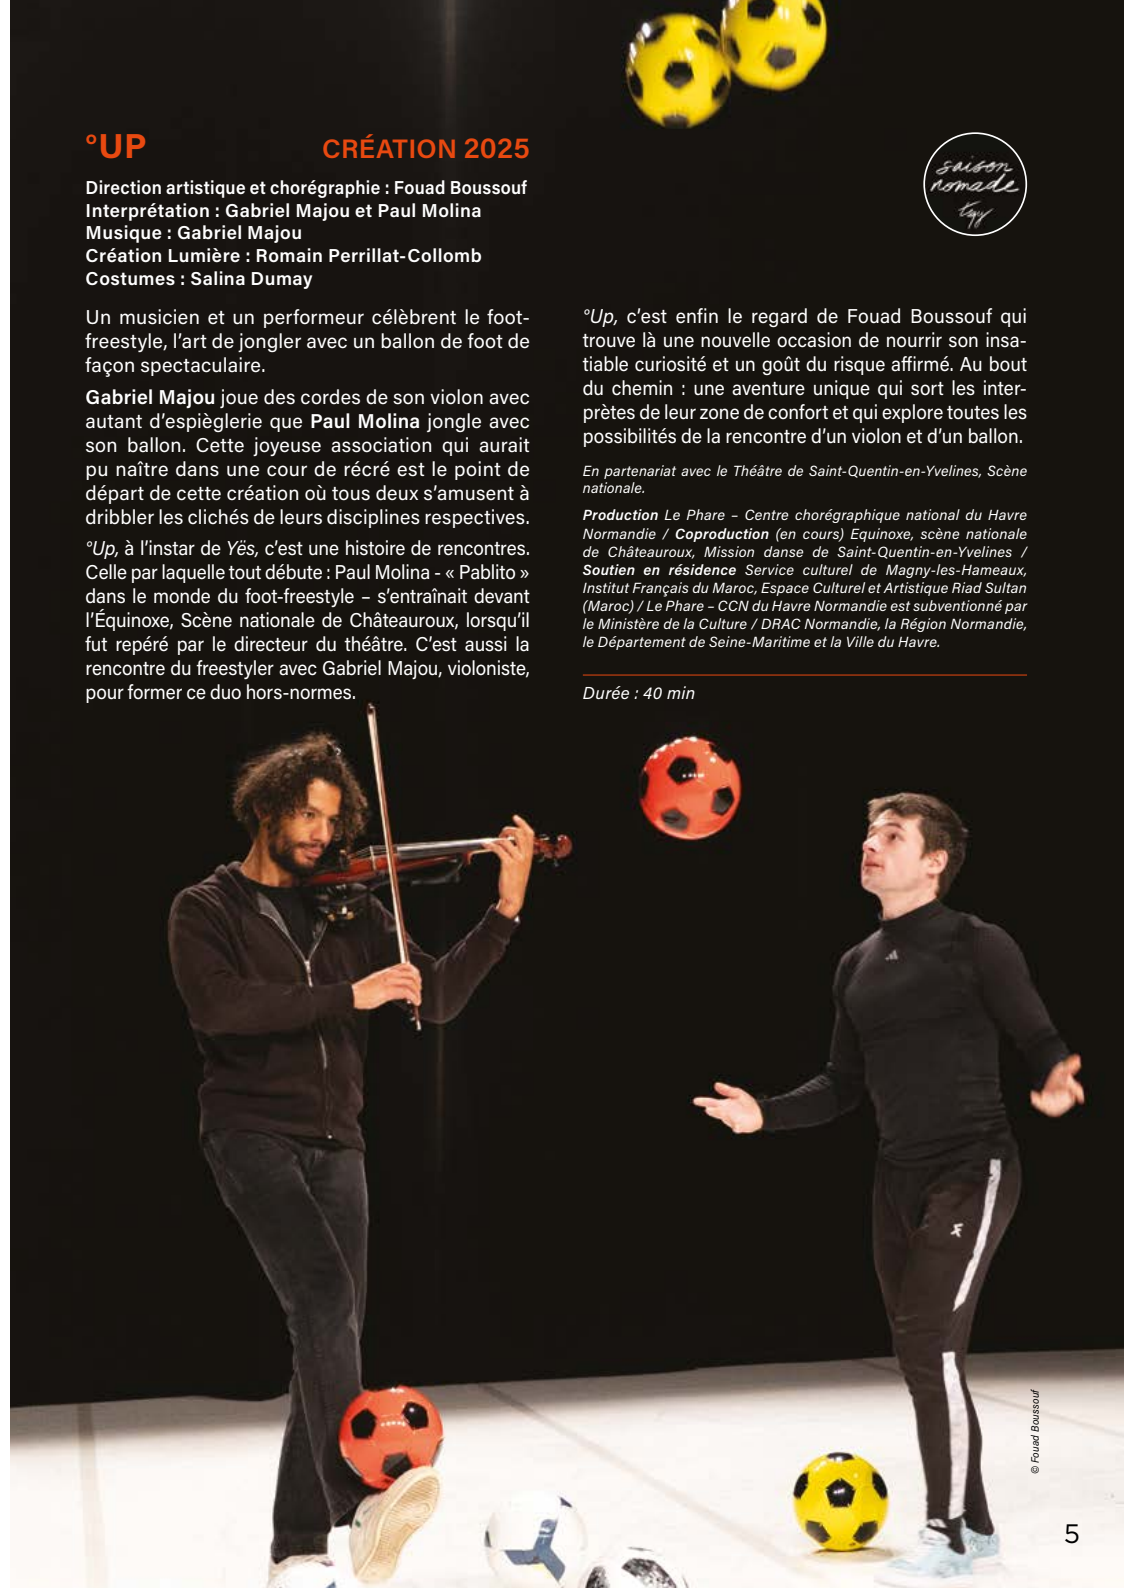 °UP
CRÉATION 2025
Direction artistique et chorégraphie : Fouad Boussouf
Interprétation : Gabriel Majou et Paul Molina
Musique : Gabriel Majou
Création Lumière : Romain Perrillat-Collomb
Costumes : Salina Dumay
Un musicien et un performeur célèbrent le foot-
freestyle, l’art de jongler avec un ballon de foot de
façon spectaculaire.
Gabriel Majou joue des cordes de son violon avec
autant d’espièglerie que Paul Molina jongle avec
son ballon. Cette joyeuse association qui aurait
pu naître dans une cour de récré est le point de
départ de cette création où tous deux s’amusent à
dribbler les clichés de leurs disciplines respectives.
°Up, à l’instar de Yës, c’est une histoire de rencontres.
Celle par laquelle tout débute : Paul Molina - « Pablito »
dans le monde du foot-freestyle – s’entraînait devant
l’Équinoxe, Scène nationale de Châteauroux, lorsqu’il
fut repéré par le directeur du théâtre. C’est aussi la
rencontre du freestyler avec Gabriel Majou, violoniste,
pour former ce duo hors-normes.
saison
nomade
tsqy
°Up, c’est enfin le regard de Fouad Boussouf qui
trouve là une nouvelle occasion de nourrir son insa-
tiable curiosité et un goût du risque affirmé. Au bout
du chemin : une aventure unique qui sort les inter-
prètes de leur zone de confort et qui explore toutes les
possibilités de la rencontre d’un violon et d’un ballon.
En partenariat avec le Théâtre de Saint-Quentin-en-Yvelines, Scène
nationale.
Production Le Phare – Centre chorégraphique national du Havre
Normandie / Coproduction (en cours) Equinoxe, scène nationale
de Châteauroux, Mission danse de Saint-Quentin-en-Yvelines /
Soutien en résidence Service culturel de Magny-les-Hameaux,
Institut Français du Maroc, Espace Culturel et Artistique Riad Sultan
(Maroc) / Le Phare – CCN du Havre Normandie est subventionné par
le Ministère de la Culture / DRAC Normandie, la Région Normandie,
le Département de Seine-Maritime et la Ville du Havre.
Durée : 40 min
© Fouad Boussouf
5